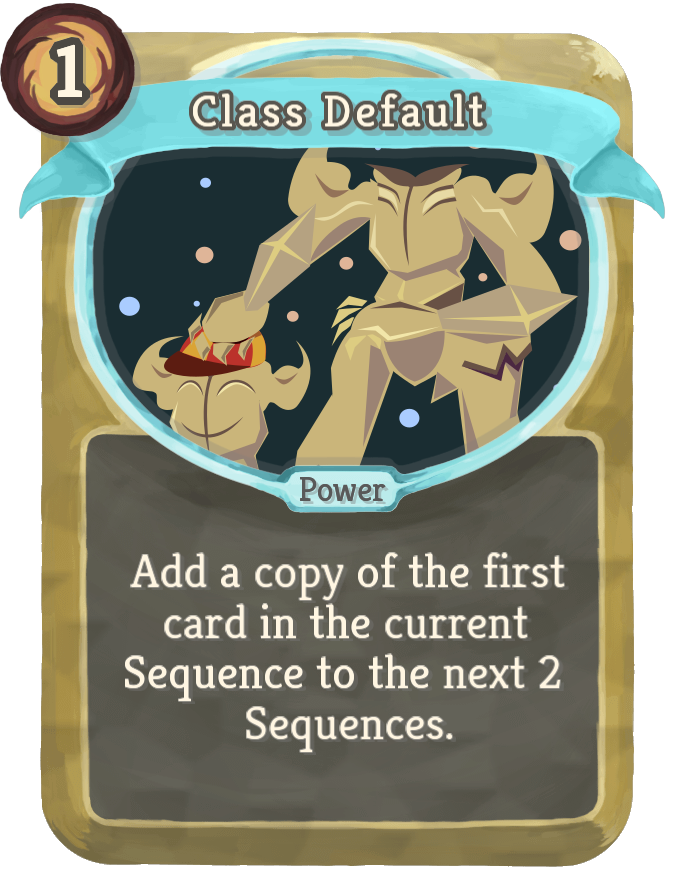 1
Class Default
Power
Add a copy of the first
card in the current
Sequence to the next 2
Sequences.